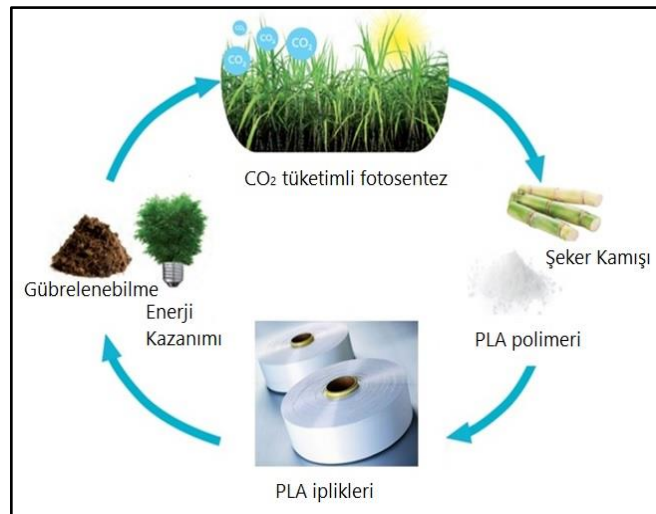 CO₂
CO₂
CO₂
CO₂
CO₂ tüketimli fotosentez
Şeker Kamışı
PLA polimeri
PLA iplikleri
Gübrelenebilme
Enerji
Kazanımı